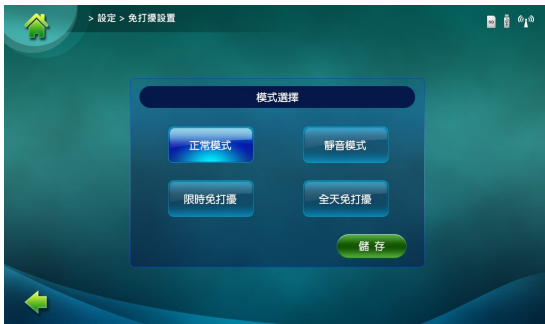 > 設定 > 免打擾設置
模式選擇
正常模式 靜音模式
限時免打擾 全天免打擾
儲存